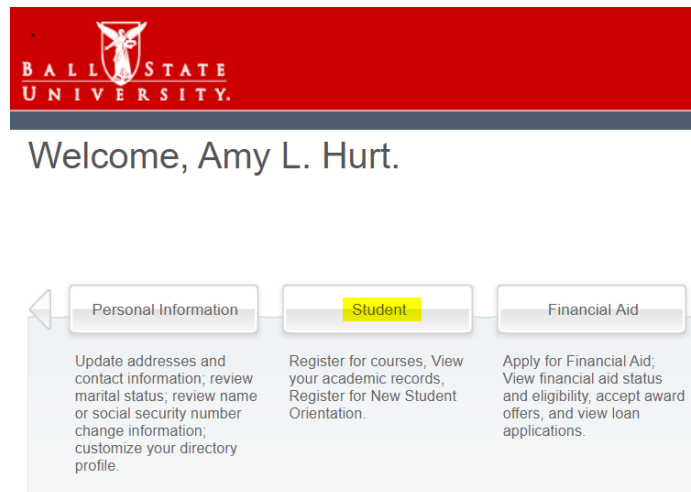 BALL STATE
UNIVERSITY.
Welcome, Amy L. Hurt.
Personal Information
Update addresses and
contact information; review
marital status; review name
or social security number
change information;
customize your directory
profile.
Student
Register for courses, View
your academic records,
Register for New Student
Orientation.
Financial Aid
Apply for Financial Aid;
View financial aid status
and eligibility, accept award
offers, and view loan
applications.